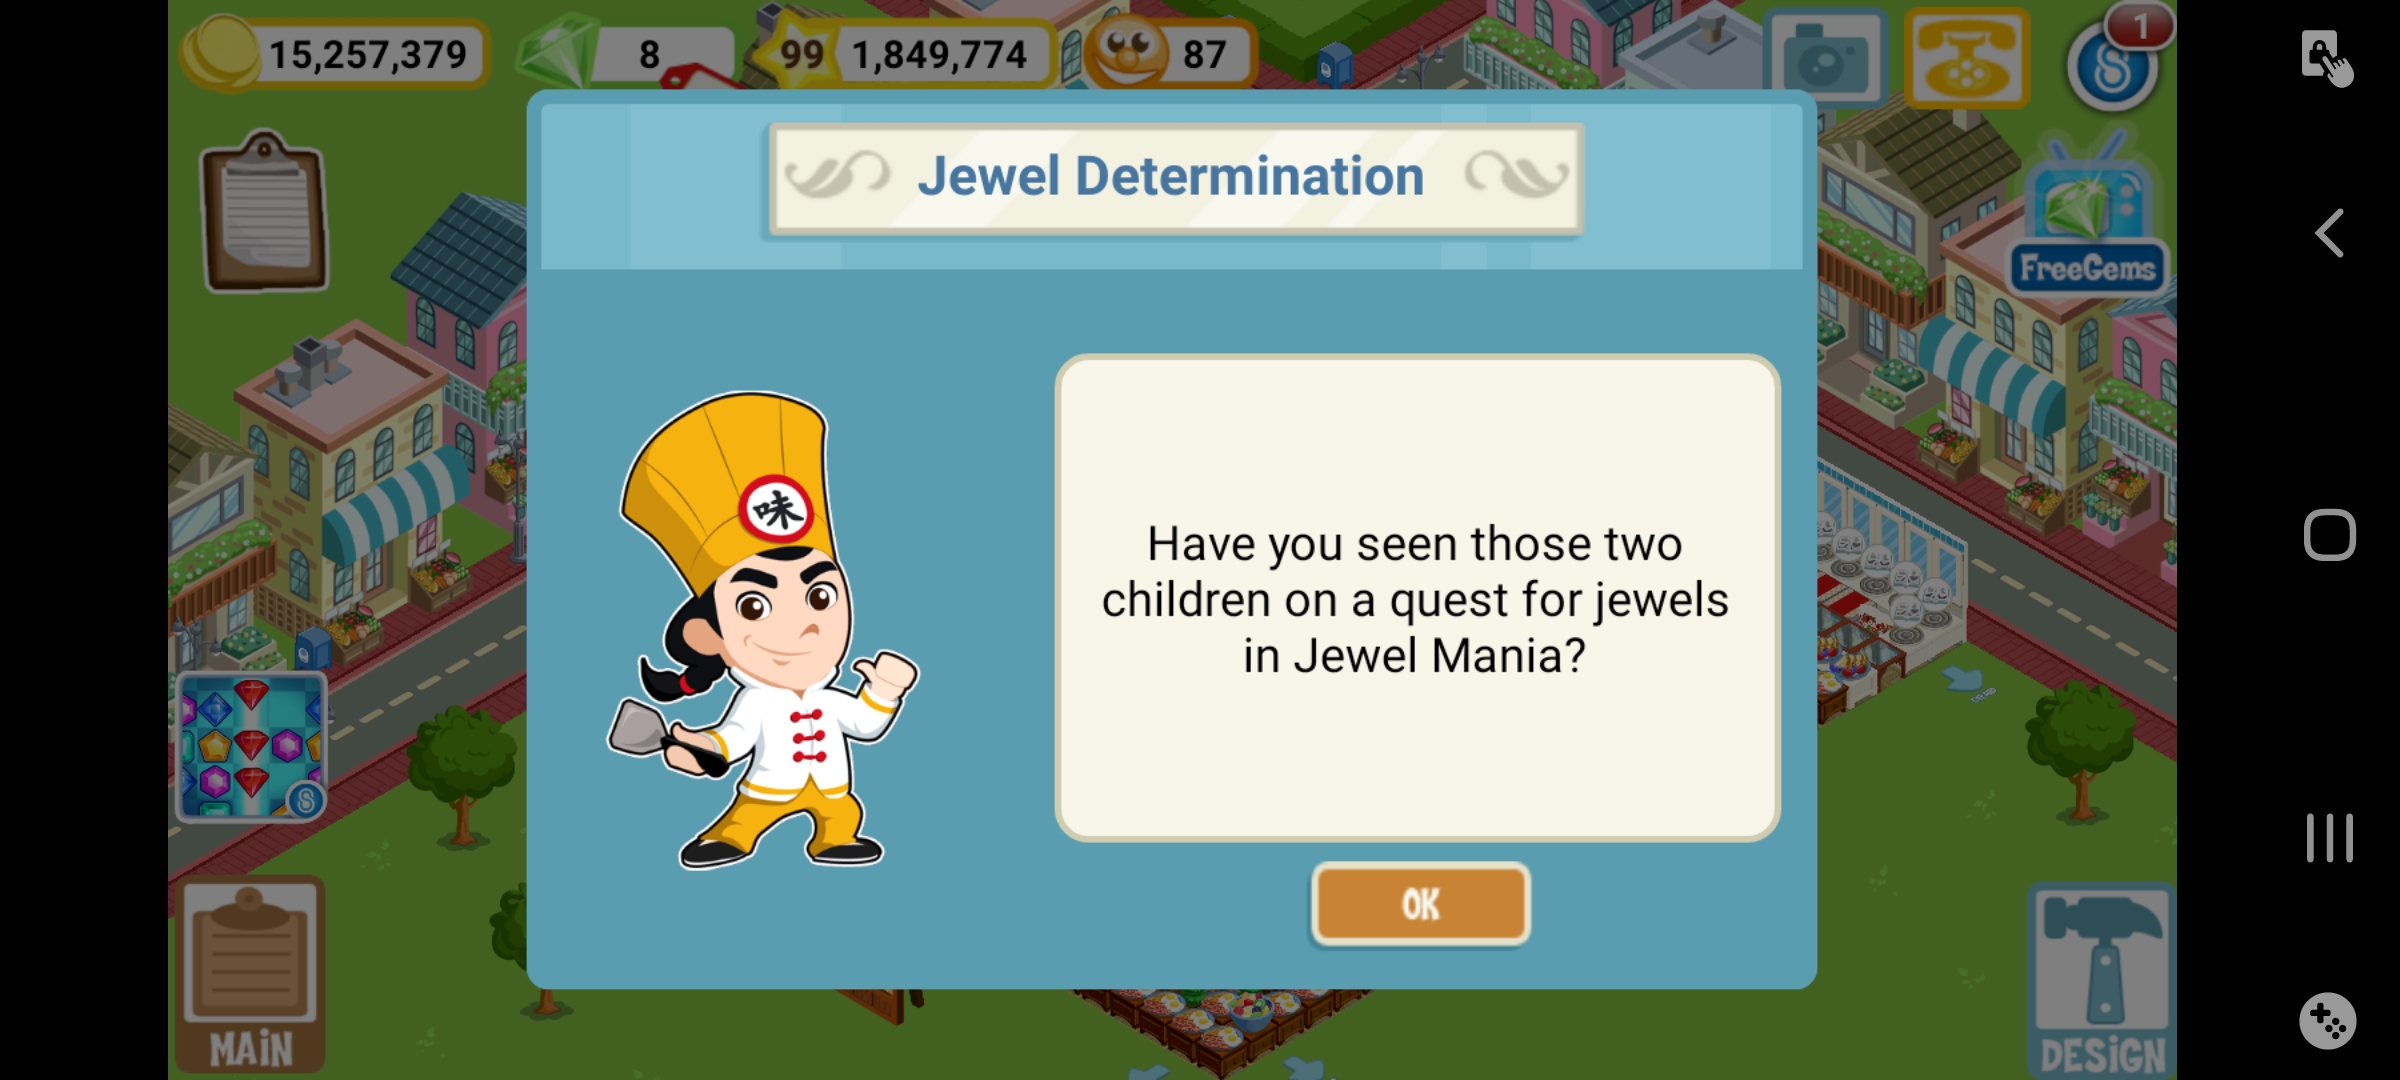 15,257,379
8
99
1,849,774
87
1
Jewel Determination
FreeGems
味
Have you seen those two
children on a quest for jewels
in Jewel Mania?
OK
MAiN
DESiGN